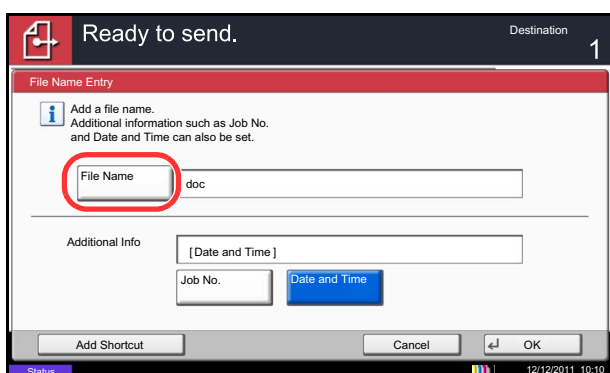 Ready to send.
Destination
1
File Name Entry
Add a file name.
Additional information such as Job No.
and Date and Time can also be set.
File Name
doc
Additional Info
[Date and Time]
Job No.
Date and Time
Add Shortcut
Cancel
OK
Status
12/12/2011 10:10